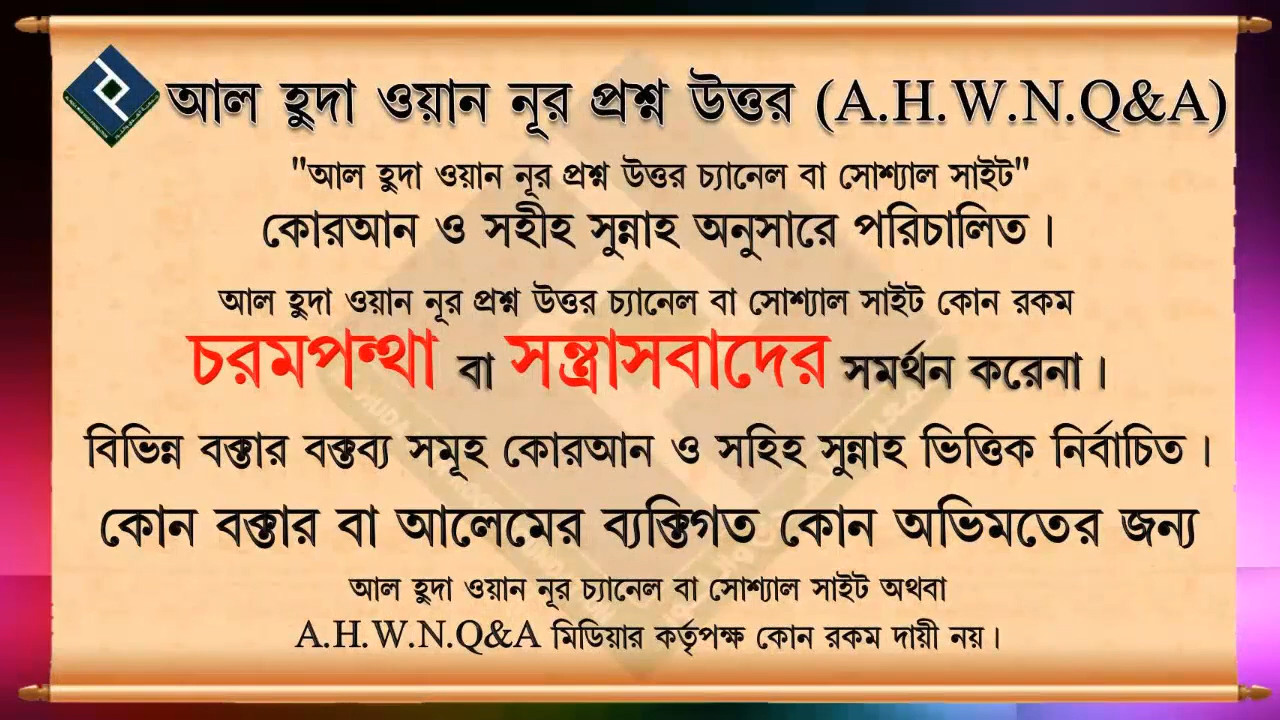 আল হুদা ওয়ান নূর প্রশ্ন উত্তর (A.H.W.N.Q&A)
"আল হুদা ওয়ান নূর প্রশ্ন উত্তর চ্যানেল বা সোশ্যাল সাইট"
কোরআন ও সহীহ সুন্নাহ অনুসারে পরিচালিত।
আল হুদা ওয়ান নূর প্রশ্ন উত্তর চ্যানেল বা সোশ্যাল সাইট কোন রকম
চরমপন্থা বা সন্ত্রাসবাদের সমর্থন করেনা।
বিভিন্ন বক্তার বক্তব্য সমূহ কোরআন ও সহিহ সুন্নাহ ভিত্তিক নির্বাচিত।
কোন বক্তার বা আলেমের ব্যক্তিগত কোন অভিমতের জন্য
আল হুদা ওয়ান নূর চ্যানেল বা সোশ্যাল সাইট অথবা
A.H.W.N.Q&A মিডিয়ার কর্তৃপক্ষ কোন রকম দায়ী নয়।